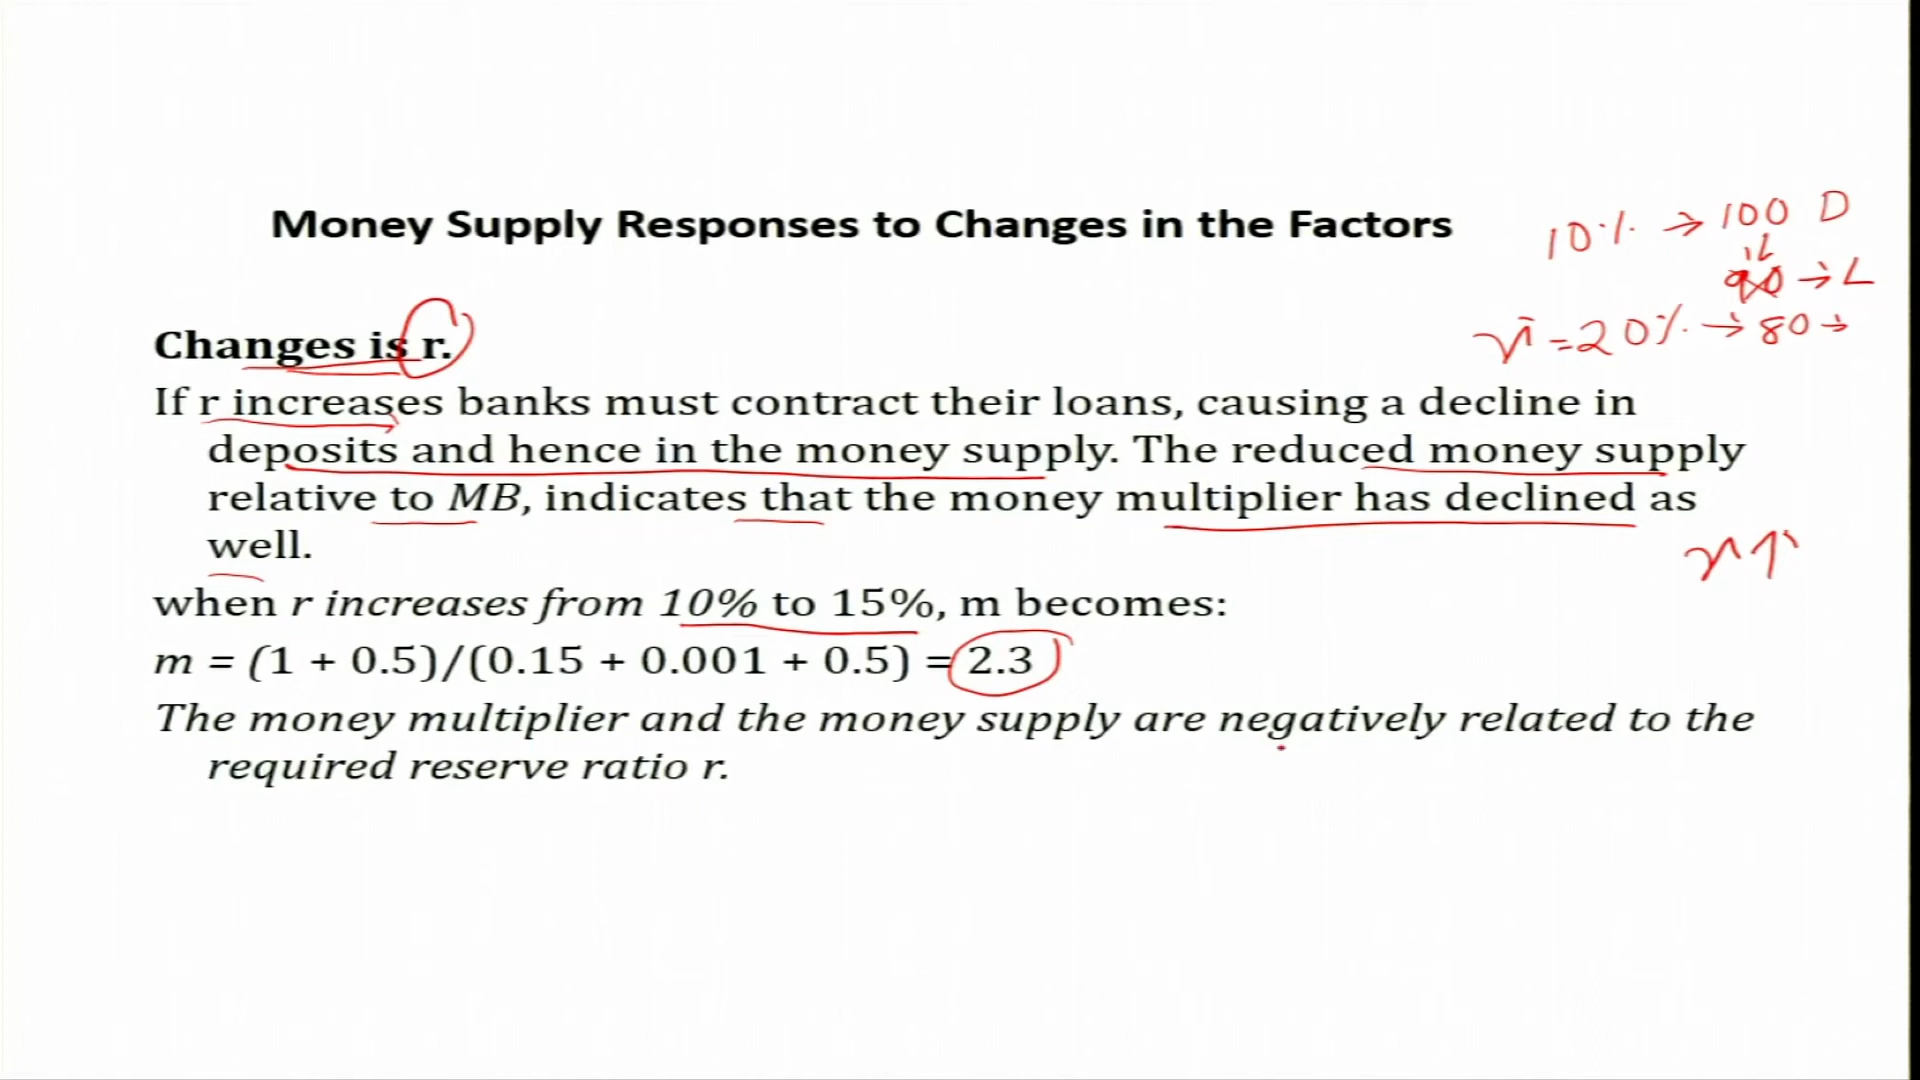 Money Supply Responses to Changes in the Factors
10% → 100 D
90 → L
r = 20% → 80 →
Changes is r.
If r increases banks must contract their loans, causing a decline in
deposits and hence in the money supply. The reduced money supply
relative to MB, indicates that the money multiplier has declined as
well.
r↑
when r increases from 10% to 15%, m becomes:
m = (1 + 0.5)/(0.15 + 0.001 + 0.5) = 2.3
The money multiplier and the money supply are negatively related to the
required reserve ratio r.